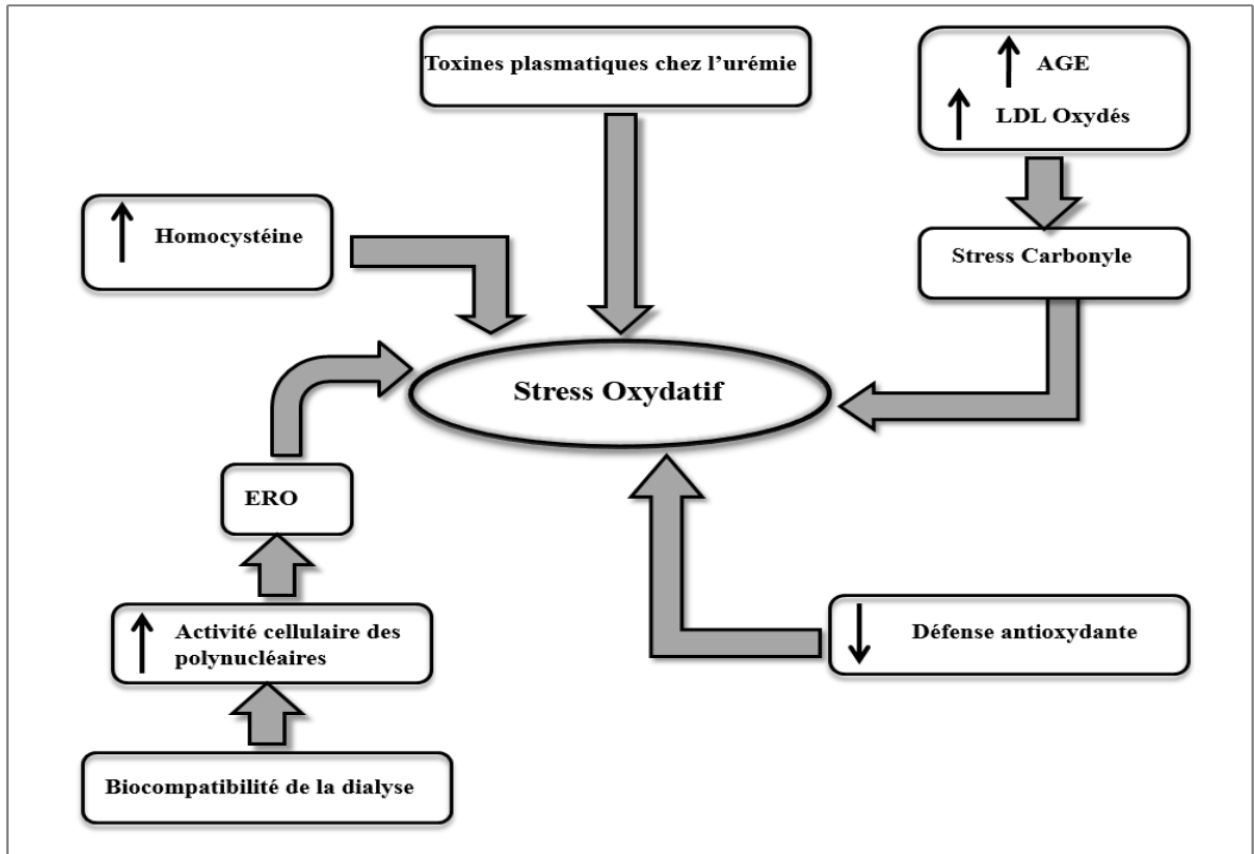 Toxines plasmatiques chez l’urémie
AGE
LDL Oxydés
Homocystéine
Stress Carbonyle
Stress Oxydatif
ERO
Activité cellulaire des
polynucléaires
Défense antioxydante
Biocompatibilité de la dialyse